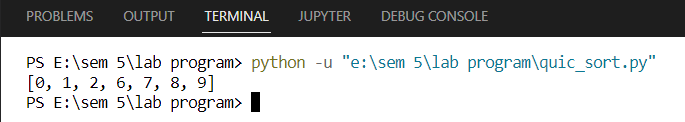 PROBLEMS OUTPUT TERMINAL JUPYTER DEBUG CONSOLE
PS E:\sem 5\lab program> python -u "e:\sem 5\lab program\quic_sort.py"
[0, 1, 2, 6, 7, 8, 9]
PS E:\sem 5\lab program>